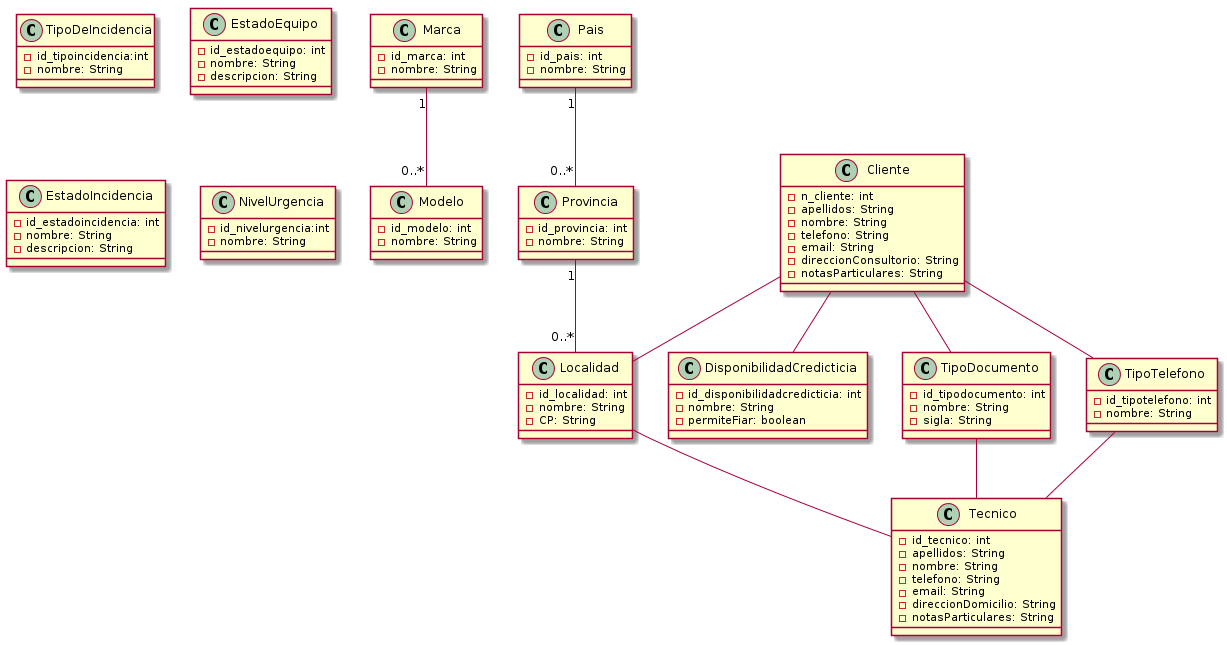 C TipoDeIncidencia
id_tipoincidencia:int
nombre: String
C EstadoEquipo
id_estadoequipo: int
nombre: String
descripcion: String
C Marca
id_marca: int
nombre: String
C Pais
id_pais: int
nombre: String
1
0..*
1
0..*
C EstadoIncidencia
id_estadoincidencia: int
nombre: String
descripcion: String
C NivelUrgencia
id_nivelurgencia:int
nombre: String
C Modelo
id_modelo: int
nombre: String
C Provincia
id_provincia: int
nombre: String
C Cliente
n_cliente: int
apellidos: String
nombre: String
telefono: String
email: String
direccionConsultorio: String
notasParticulares: String
1
0..*
C Localidad
id_localidad: int
nombre: String
CP: String
C DisponibilidadCredicticia
id_disponibilidadcredicticia: int
nombre: String
permiteFiar: boolean
C TipoDocumento
id_tipodocumento: int
nombre: String
sigla: String
C TipoTelefono
id_tipotelefono: int
nombre: String
C Tecnico
id_tecnico: int
apellidos: String
nombre: String
telefono: String
email: String
direccionDomicilio: String
notasParticulares: String